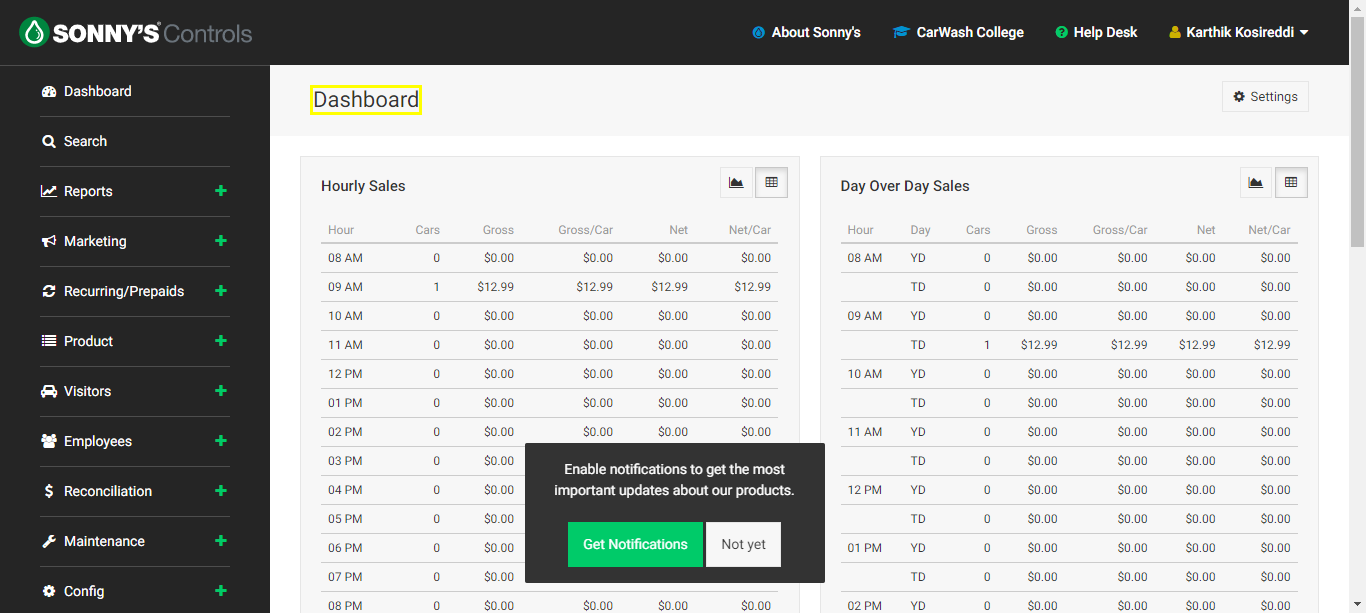 SONNY'S® Controls
About Sonny's
CarWash College
Help Desk
Karthik Kosireddi
Dashboard
Search
Reports
Marketing
Recurring/Prepaids
Product
Visitors
Employees
Reconciliation
Maintenance
Config
Dashboard
Settings
Hourly Sales
Hour Cars Gross Gross/Car Net Net/Car
08 AM 0 $0.00 $0.00 $0.00 $0.00
09 AM 1 $12.99 $12.99 $12.99 $12.99
10 AM 0 $0.00 $0.00 $0.00 $0.00
11 AM 0 $0.00 $0.00 $0.00 $0.00
12 PM 0 $0.00 $0.00 $0.00 $0.00
01 PM 0 $0.00 $0.00 $0.00 $0.00
02 PM 0 $0.00 $0.00 $0.00 $0.00
03 PM 0 $0.00
04 PM 0 $0.00
05 PM 0 $0.00
06 PM 0 $0.00
07 PM 0 $0.00
08 PM 0 $0.00 $0.00 $0.00 $0.00
Day Over Day Sales
Hour Day Cars Gross Gross/Car Net Net/Car
08 AM YD 0 $0.00 $0.00 $0.00 $0.00
TD 0 $0.00 $0.00 $0.00 $0.00
09 AM YD 0 $0.00 $0.00 $0.00 $0.00
TD 1 $12.99 $12.99 $12.99 $12.99
10 AM YD 0 $0.00 $0.00 $0.00 $0.00
TD 0 $0.00 $0.00 $0.00 $0.00
11 AM YD 0 $0.00 $0.00 $0.00 $0.00
TD 0 $0.00 $0.00 $0.00 $0.00
12 PM YD 0 $0.00 $0.00 $0.00 $0.00
TD 0 $0.00 $0.00 $0.00 $0.00
01 PM YD 0 $0.00 $0.00 $0.00 $0.00
TD 0 $0.00 $0.00 $0.00 $0.00
02 PM YD 0 $0.00 $0.00 $0.00 $0.00
Enable notifications to get the most
important updates about our products.
Get Notifications
Not yet